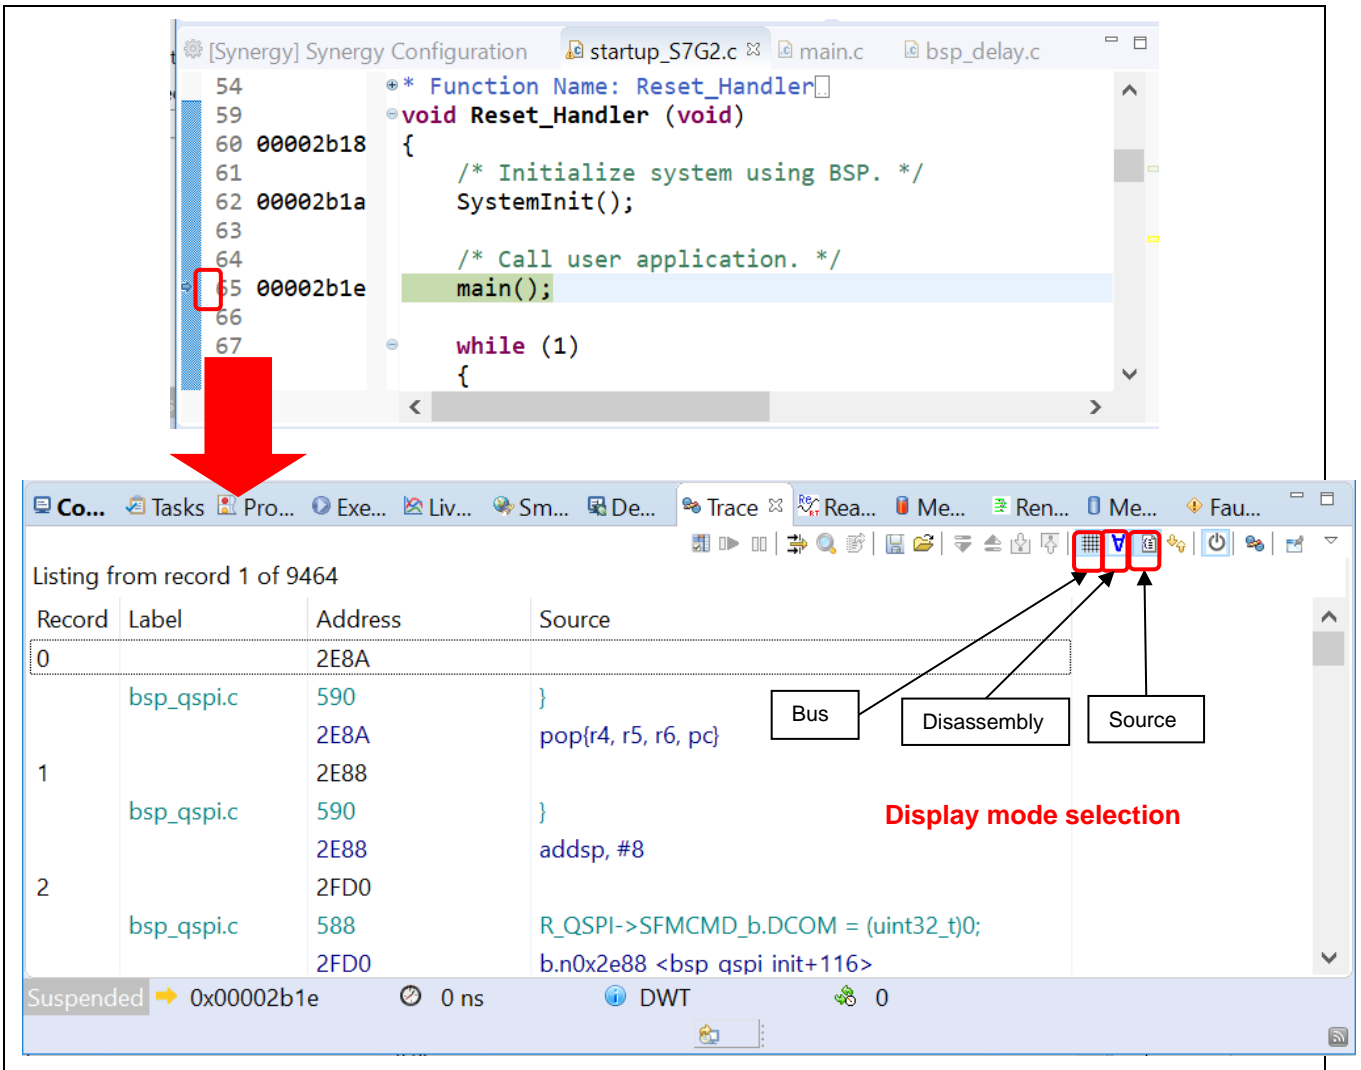 [Synergy] Synergy Configuration startup_S7G2.c main.c bsp_delay.c
54 * Function Name: Reset_Handler
59 void Reset_Handler (void)
60 00002b18 {
61 /* Initialize system using BSP. */
62 00002b1a SystemInit();
63
64 /* Call user application. */
65 00002b1e main();
66
67 while (1)
{
Co... Tasks Pro... Exe... Liv... Sm... De... Trace Rea... Me... Ren... Me... Fau...
Listing from record 1 of 9464
Record Label Address Source
0 2E8A
bsp_qspi.c 590 }
2E8A pop{r4, r5, r6, pc}
1 2E88
bsp_qspi.c 590 }
2E88 addsp, #8
2 2FD0
bsp_qspi.c 588 R_QSPI->SFMCMD_b.DCOM = (uint32_t)0;
2FD0 b.n0x2e88 <bsp_qspi_init+116>
Bus
Disassembly
Source
Display mode selection
Suspended 0x00002b1e 0 ns DWT 0